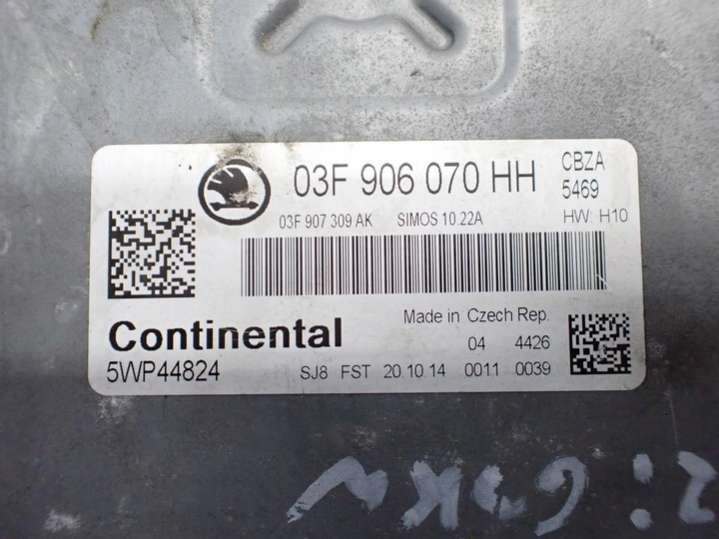 03F 906 070 HH
CBZA
5469
03F 907 309 AK SIMOS 10.22A HW: H10
Made in Czech Rep.
Continental
04 4426
5WP44824
SJ8 FST 20.10.14 0011 0039